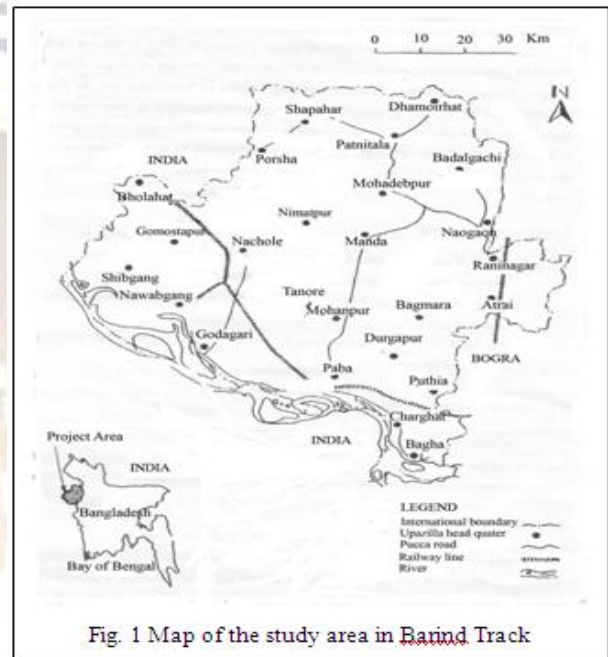 0 10 20 30 Km
N
Shapahar
Dhamoirhat
Patnitala
INDIA
Porsha
Badalgachi
Bholahat
Mohadebpur
Nimatpur
Gomostapur
Nachole
Manda
Naogaon
Raninagar
Shibgang
Nawabgang
Tanore
Mohanpur
Bagmara
Atrai
Godagari
Durgapur
BOGRA
Paba
Puthia
Charghat
INDIA
Bagha
Project Area
INDIA
Bangladesh
Bay of Bengal
LEGEND
International boundary
Upazilla head quater
Pucca road
Railway line
River
Fig. 1 Map of the study area in Barind Track